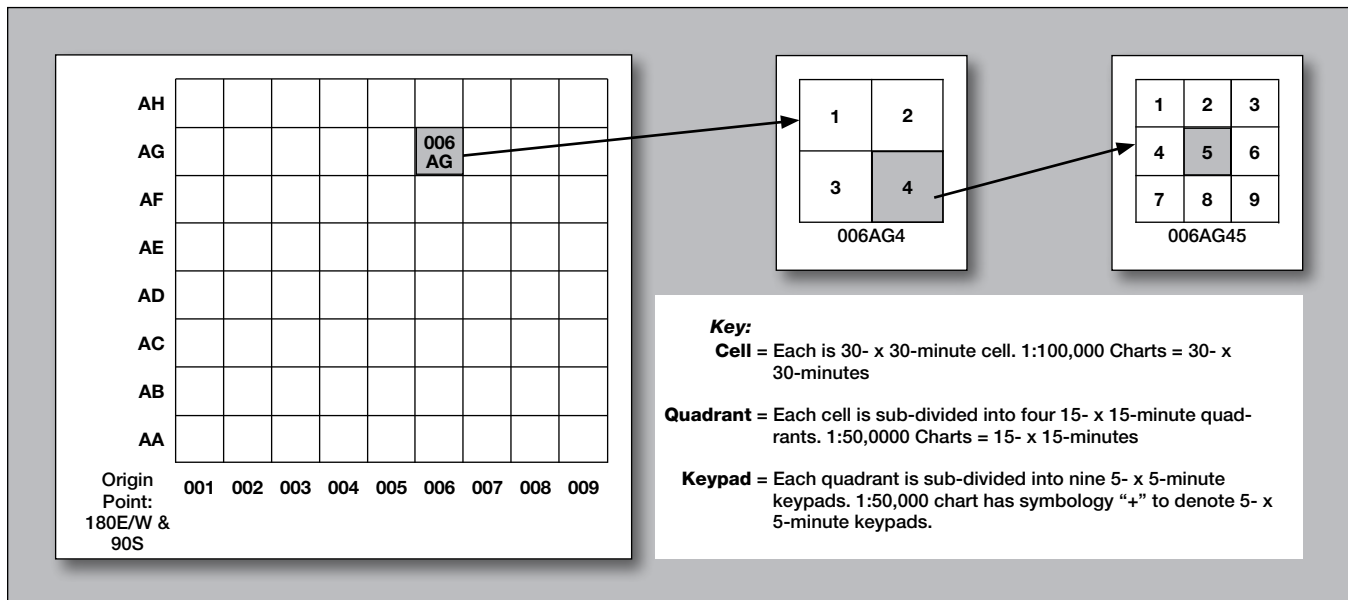 AH
AG
006
AG
AF
AE
AD
AC
AB
AA
Origin
Point:
180E/W &
90S
001 002 003 004 005 006 007 008 009
1 2
3 4
006AG4
1 2 3
4 5 6
7 8 9
006AG45
Key:
Cell = Each is 30- x 30-minute cell. 1:100,000 Charts = 30- x
30-minutes
Quadrant = Each cell is sub-divided into four 15- x 15-minute quad-
rants. 1:50,0000 Charts = 15- x 15-minutes
Keypad = Each quadrant is sub-divided into nine 5- x 5-minute
keypads. 1:50,000 chart has symbology “+” to denote 5- x
5-minute keypads.